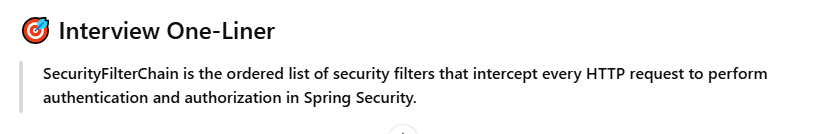 🎯 Interview One-Liner
SecurityFilterChain is the ordered list of security filters that intercept every HTTP request to perform
authentication and authorization in Spring Security.